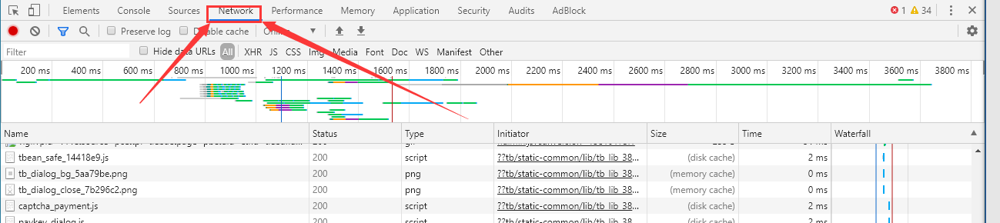 Elements Console Sources Network Performance Memory Application Security Audits AdBlock 1 34
Preserve log Disable cache Online
Filter Hide data URLs All XHR JS CSS Img Media Font Doc WS Manifest Other
200 ms 400 ms 600 ms 800 ms 1000 ms 1200 ms 1400 ms 1600 ms 1800 ms 2000 ms 2200 ms 2400 ms 2600 ms 2800 ms 3000 ms 3200 ms 3400 ms 3600 ms 3800 ms
Name Status Type Initiator Size Time Waterfall
tbean_safe_14418e9.js 200 script ??tb/static-common/lib/tb_lib_38... (disk cache) 2 ms
tb_dialog_bg_5aa79be.png 200 png ??tb/static-common/lib/tb_lib_38... (memory cache) 0 ms
tb_dialog_close_7b296c2.png 200 png ??tb/static-common/lib/tb_lib_38... (memory cache) 0 ms
captcha_payment.js 200 script ??tb/static-common/lib/tb_lib_38... (disk cache) 2 ms
paykey_dialog.js 200 script ??tb/static-common/lib/tb_lib_38... (disk cache) 2 ms